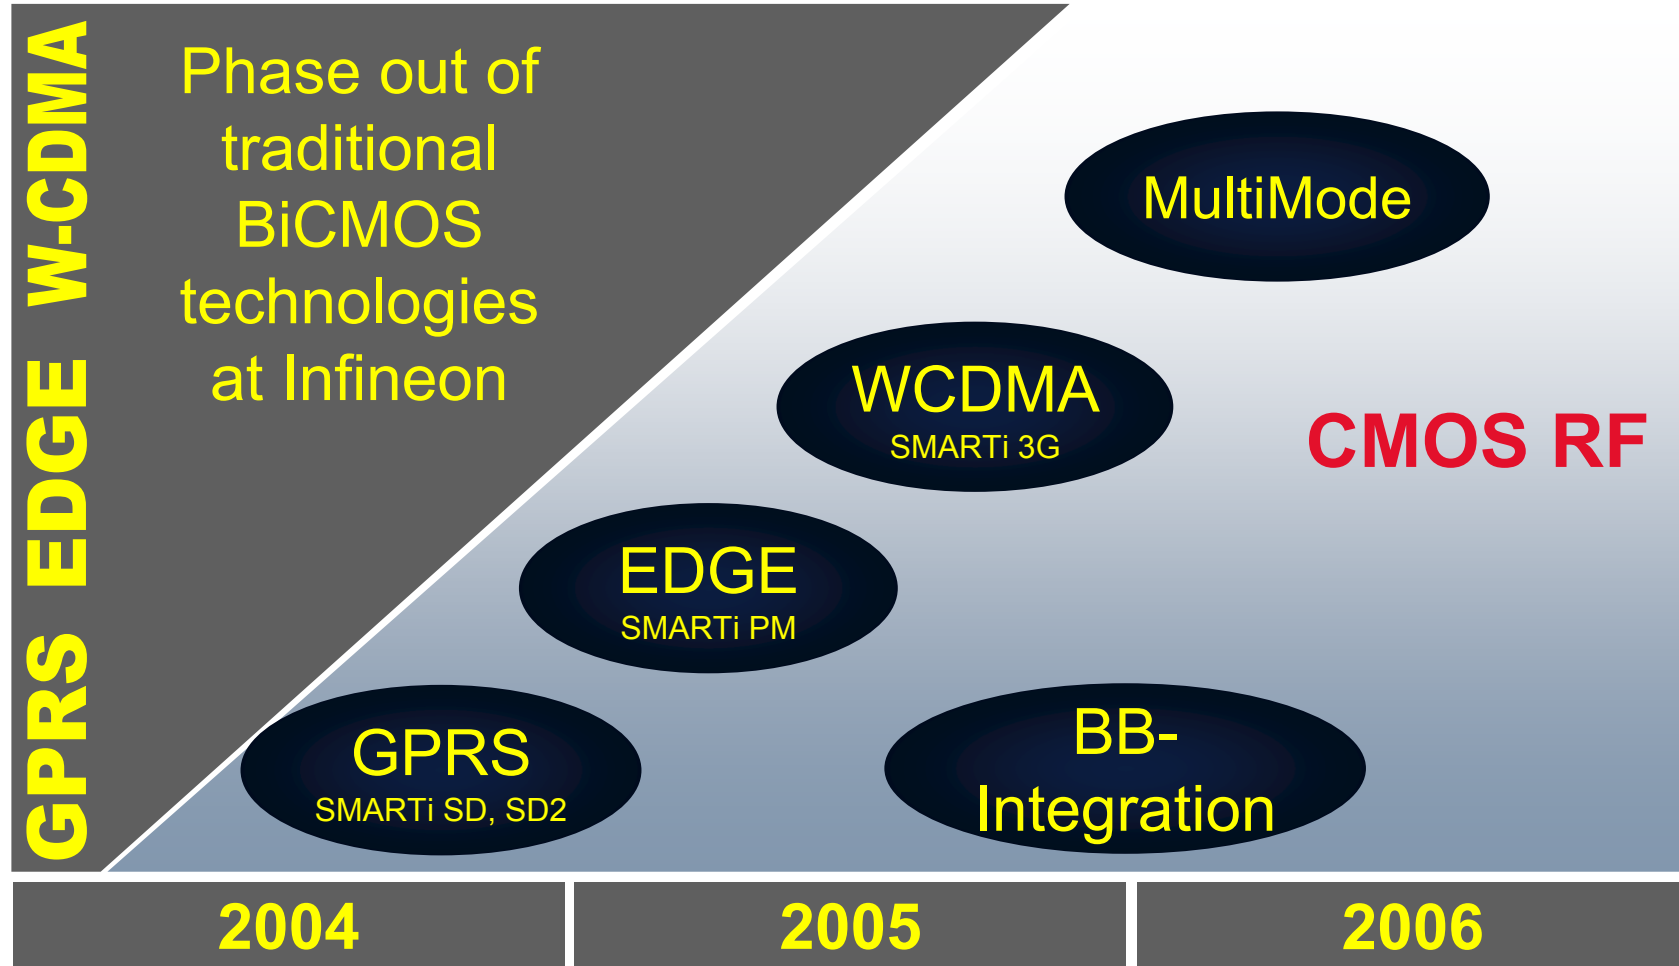 W-CDMA
EDGE
GPRS
Phase out of
traditional
BiCMOS
technologies
at Infineon
MultiMode
WCDMA
SMARTi 3G
CMOS RF
EDGE
SMARTi PM
GPRS
SMARTi SD, SD2
BB-
Integration
2004
2005
2006